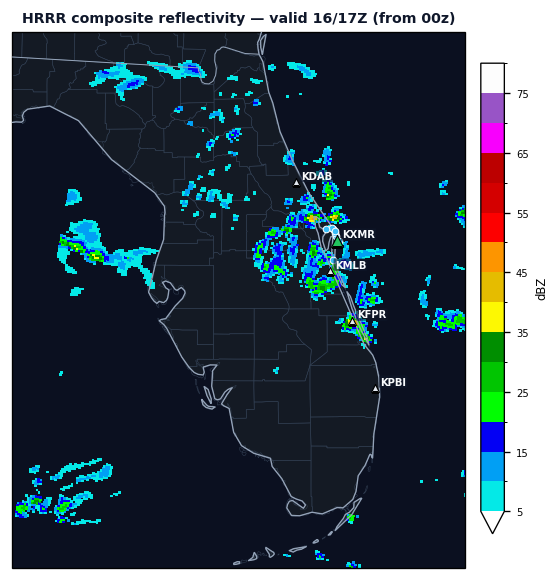 HRRR composite reflectivity — valid 16/17Z (from 00z)
KDAB
KXMR
KMLB
KFPR
KPBI
75
65
55
45
35
25
15
5
dBZ